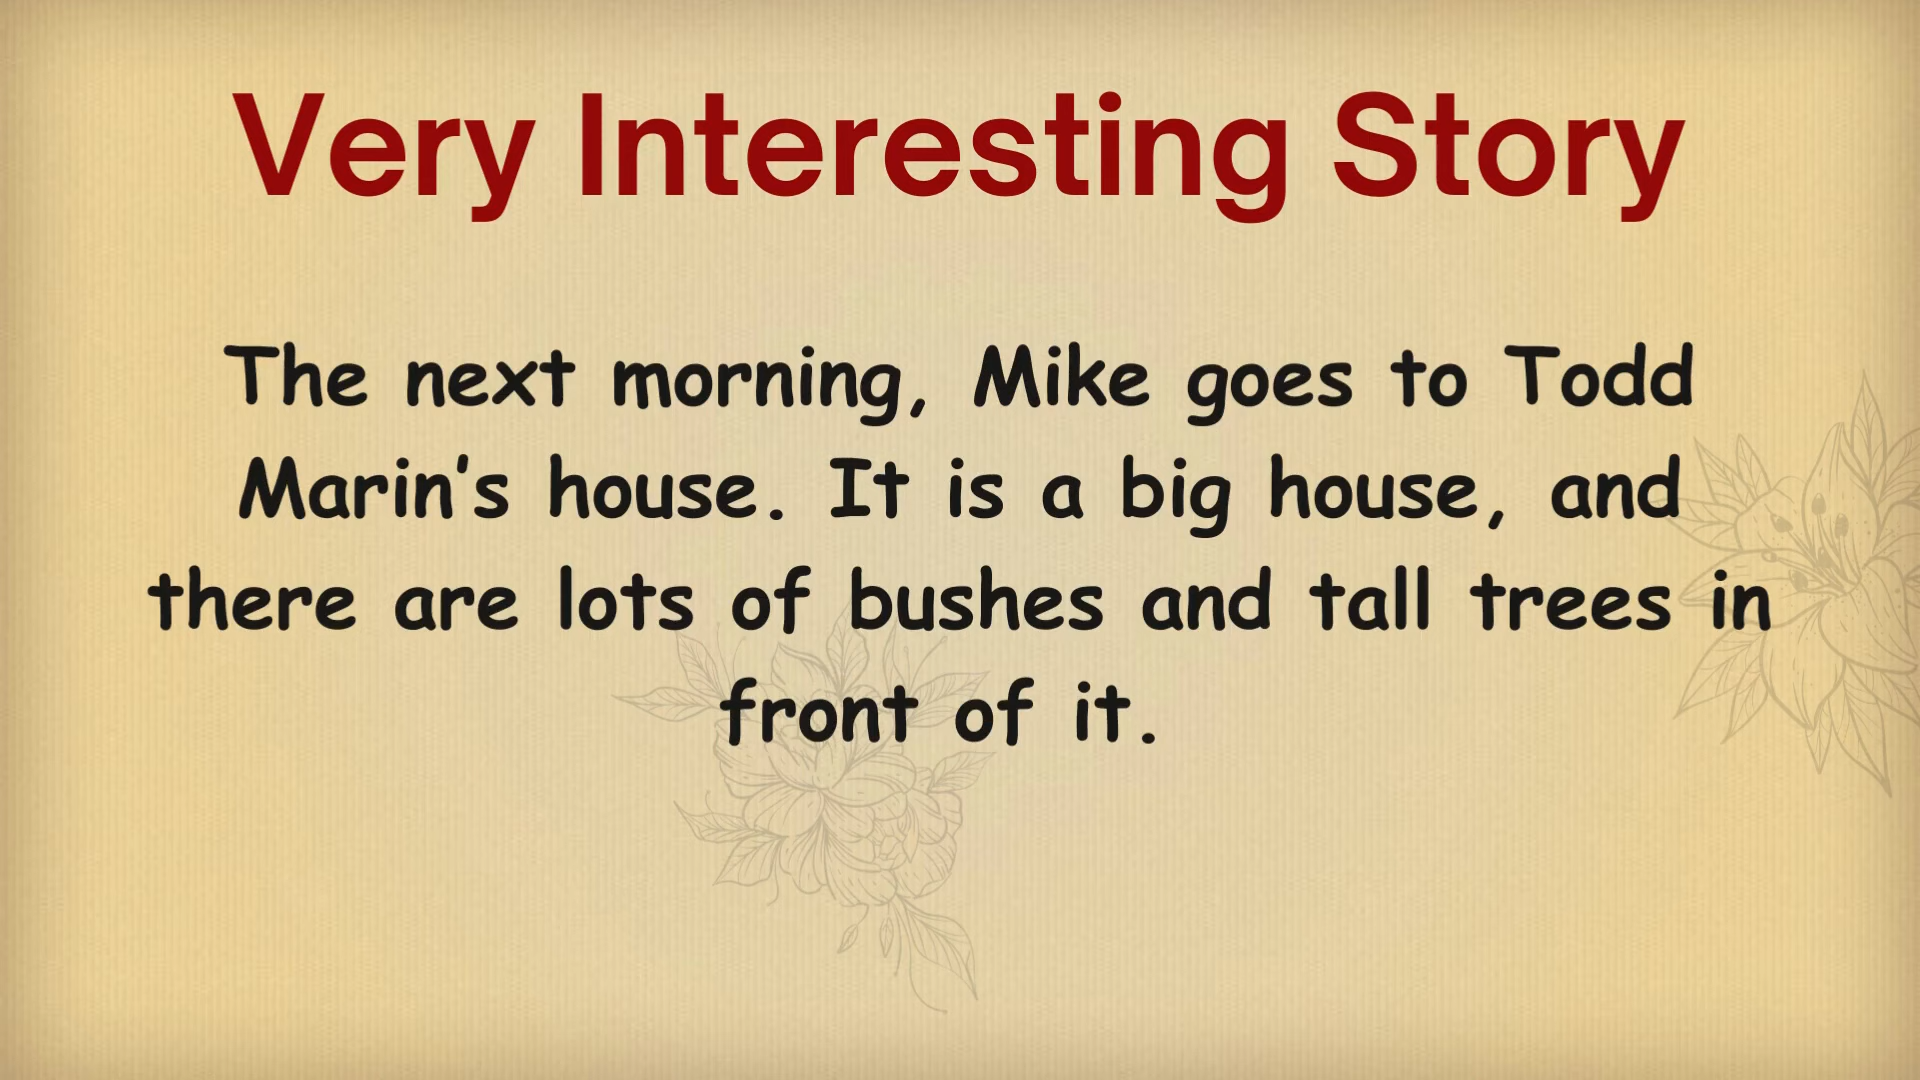 Very Interesting Story
The next morning, Mike goes to Todd
Marin's house. It is a big house, and
there are lots of bushes and tall trees in
front of it.